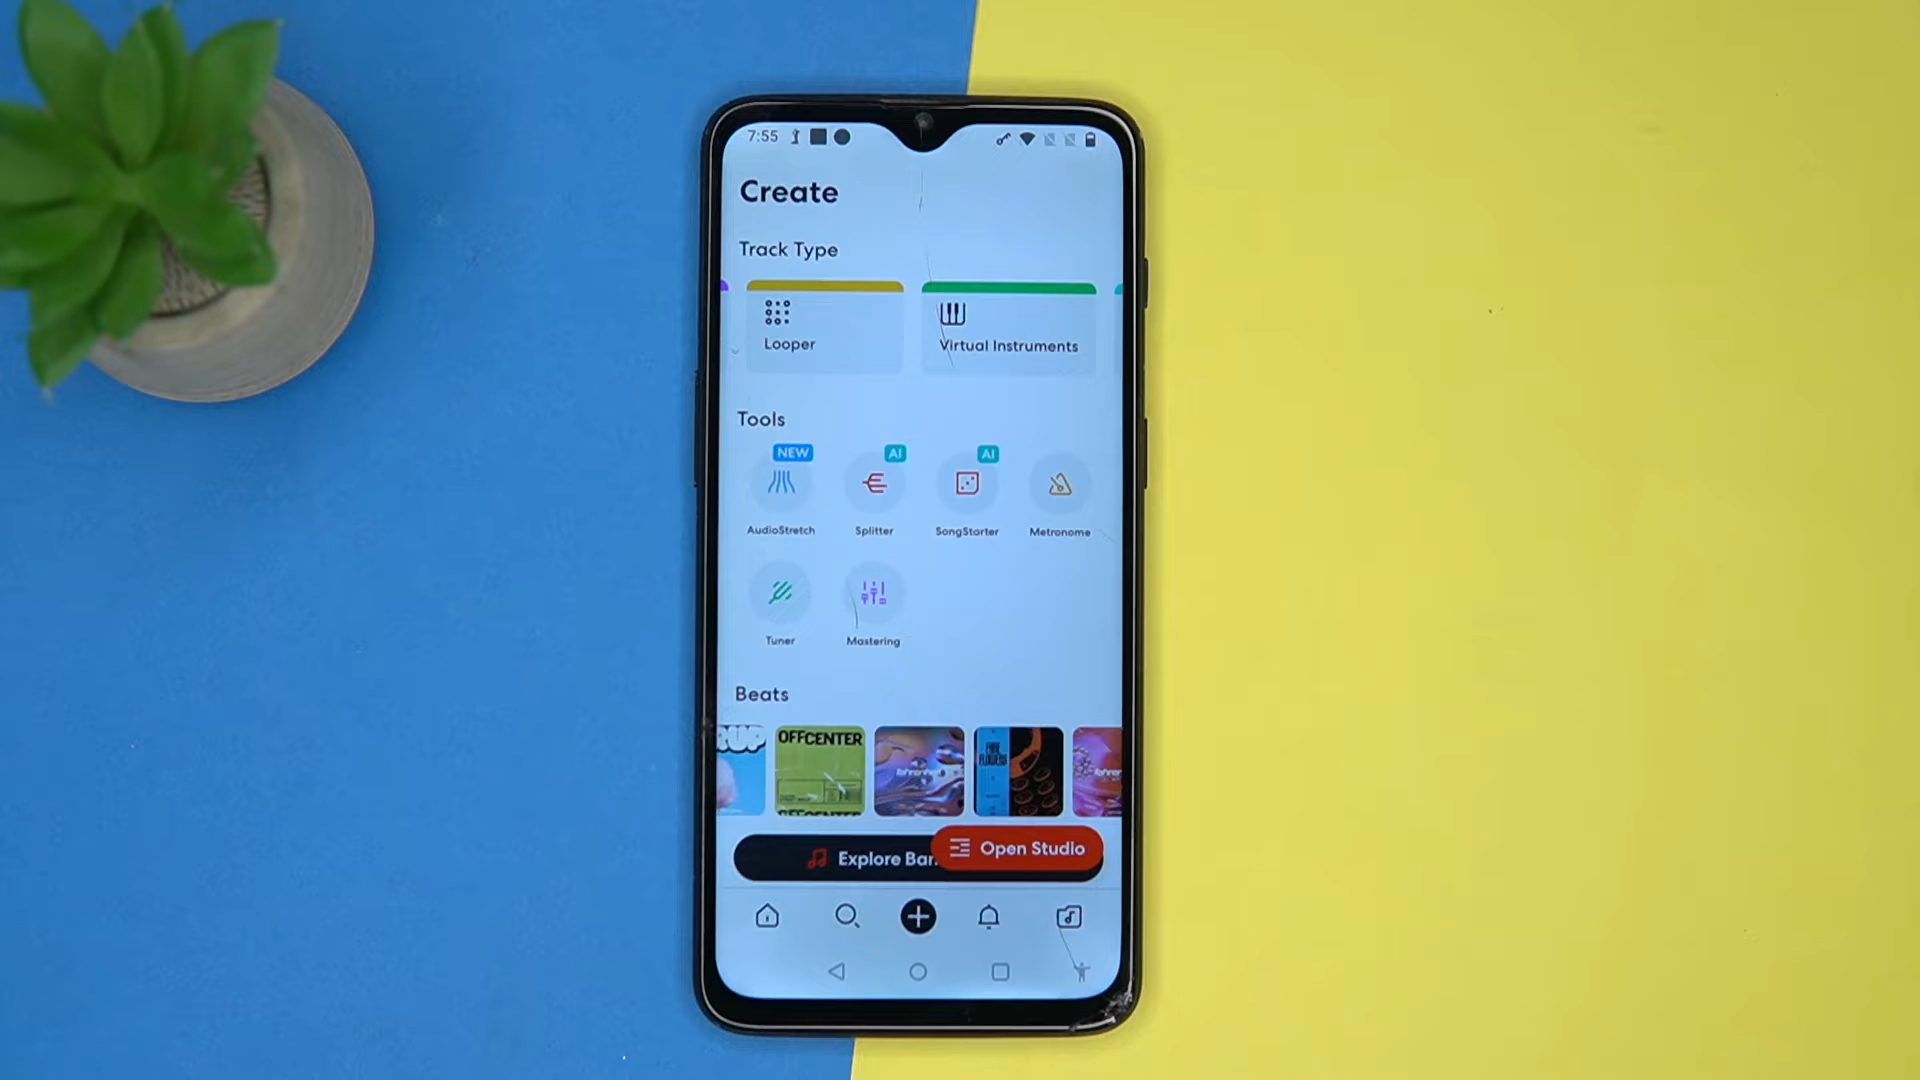 7:55
Create
Track Type
Looper
Virtual Instruments
Tools
NEW
AI
AI
AudioStretch
Splitter
SongStarter
Metronome
Tuner
Mastering
Beats
OFFCENTER
Explore
Open Studio